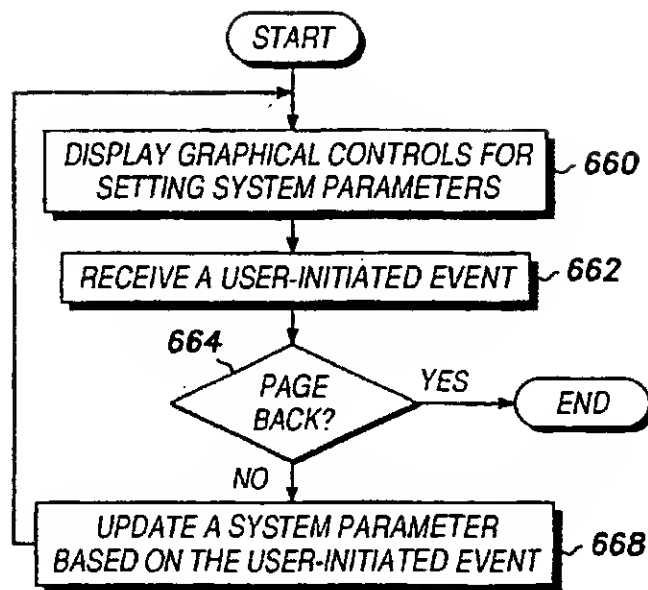 START
DISPLAY GRAPHICAL CONTROLS FOR
SETTING SYSTEM PARAMETERS
660
RECEIVE A USER-INITIATED EVENT
662
664
PAGE
BACK?
YES
END
NO
UPDATE A SYSTEM PARAMETER
BASED ON THE USER-INITIATED EVENT
668